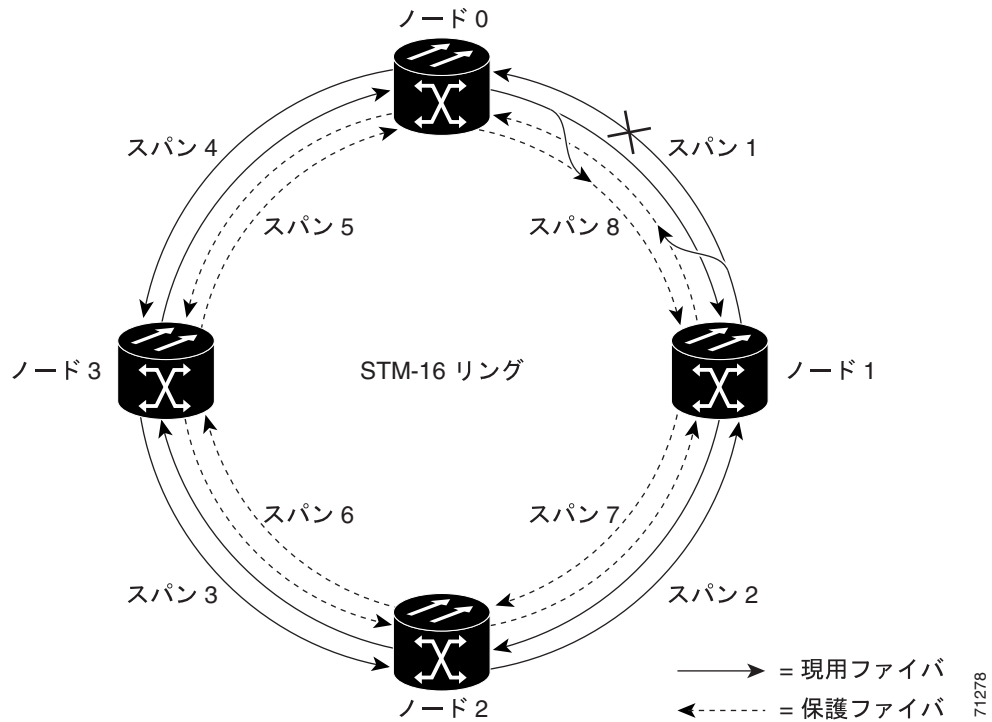 ノード 0
スパン 4
スパン 1
スパン 5
スパン 8
ノード 3
STM-16 リング
ノード 1
スパン 6
スパン 7
スパン 3
スパン 2
ノード 2
= 現用ファイバ
= 保護ファイバ
71278